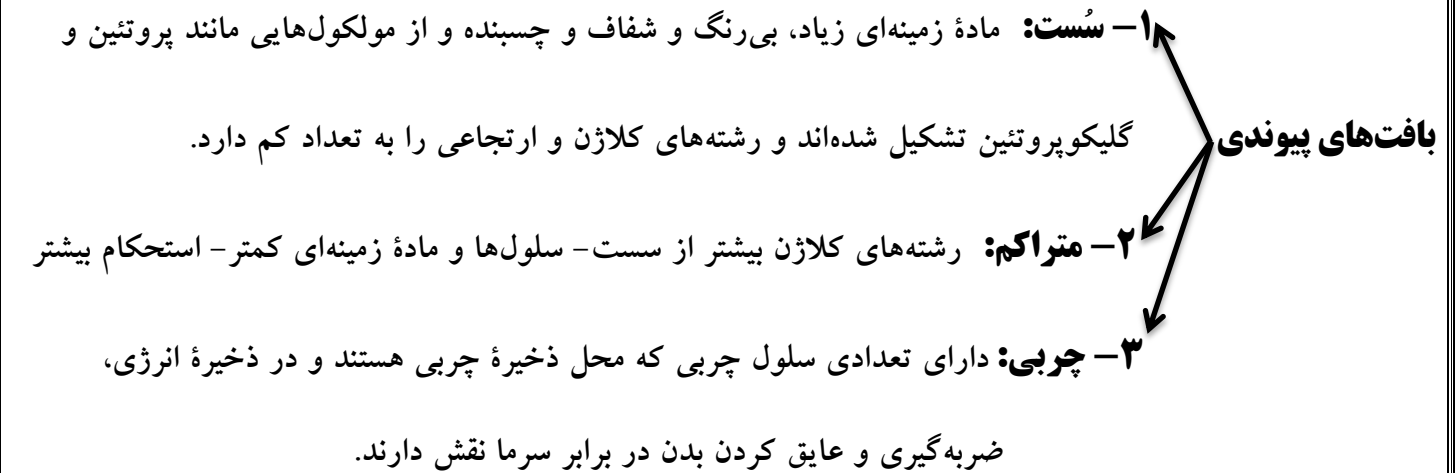 ۱- سُست: مادهٔ زمینه‌ای زیاد، بی‌رنگ و شفاف و چسبنده و از مولکول‌هایی مانند پروتئین و
بافت‌های پیوندی
گلیکوپروتئین تشکیل شده‌اند و رشته‌های کلاژن و ارتجاعی را به تعداد کم دارد.
۲- متراکم: رشته‌های کلاژن بیشتر از سست- سلول‌ها و مادهٔ زمینه‌ای کمتر- استحکام بیشتر
۳- چربی: دارای تعدادی سلول چربی که محل ذخیرهٔ چربی هستند و در ذخیرهٔ انرژی،
ضربه‌گیری و عایق کردن بدن در برابر سرما نقش دارند.